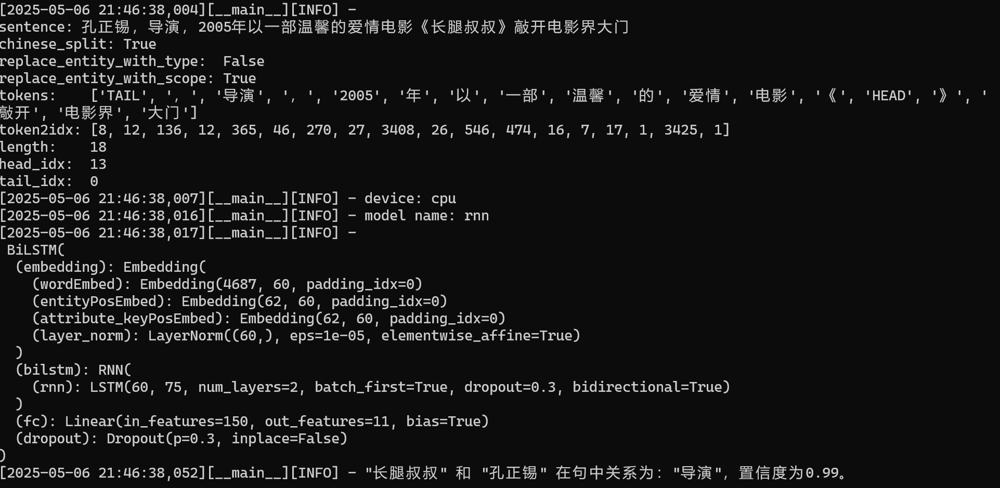 [2025-05-06 21:46:38,004][__main__][INFO] -
sentence: 孔正锡, 导演, 2005年以一部温馨的爱情电影《长腿叔叔》敲开电影界大门
chinese_split: True
replace_entity_with_type:  False
replace_entity_with_scope: True
tokens:    ['TAIL', ', ', '导演', ', ', '2005', '年', '以', '一部', '温馨', '的', '爱情', '电影', '《', 'HEAD', '》', '
敲开', '电影界', '大门']
token2idx: [8, 12, 136, 12, 365, 46, 270, 27, 3408, 26, 546, 474, 16, 7, 17, 1, 3425, 1]
length:    18
head_idx:  13
tail_idx:  0
[2025-05-06 21:46:38,007][__main__][INFO] - device: cpu
[2025-05-06 21:46:38,016][__main__][INFO] - model name: rnn
[2025-05-06 21:46:38,017][__main__][INFO] -
 BiLSTM(
  (embedding): Embedding(
    (wordEmbed): Embedding(4687, 60, padding_idx=0)
    (entityPosEmbed): Embedding(62, 60, padding_idx=0)
    (attribute_keyPosEmbed): Embedding(62, 60, padding_idx=0)
    (layer_norm): LayerNorm((60,), eps=1e-05, elementwise_affine=True)
  )
  (bilstm): RNN(
    (rnn): LSTM(60, 75, num_layers=2, batch_first=True, dropout=0.3, bidirectional=True)
  )
  (fc): Linear(in_features=150, out_features=11, bias=True)
  (dropout): Dropout(p=0.3, inplace=False)
)
[2025-05-06 21:46:38,052][__main__][INFO] - "长腿叔叔" 和 "孔正锡" 在句中关系为："导演"，置信度为0.99。